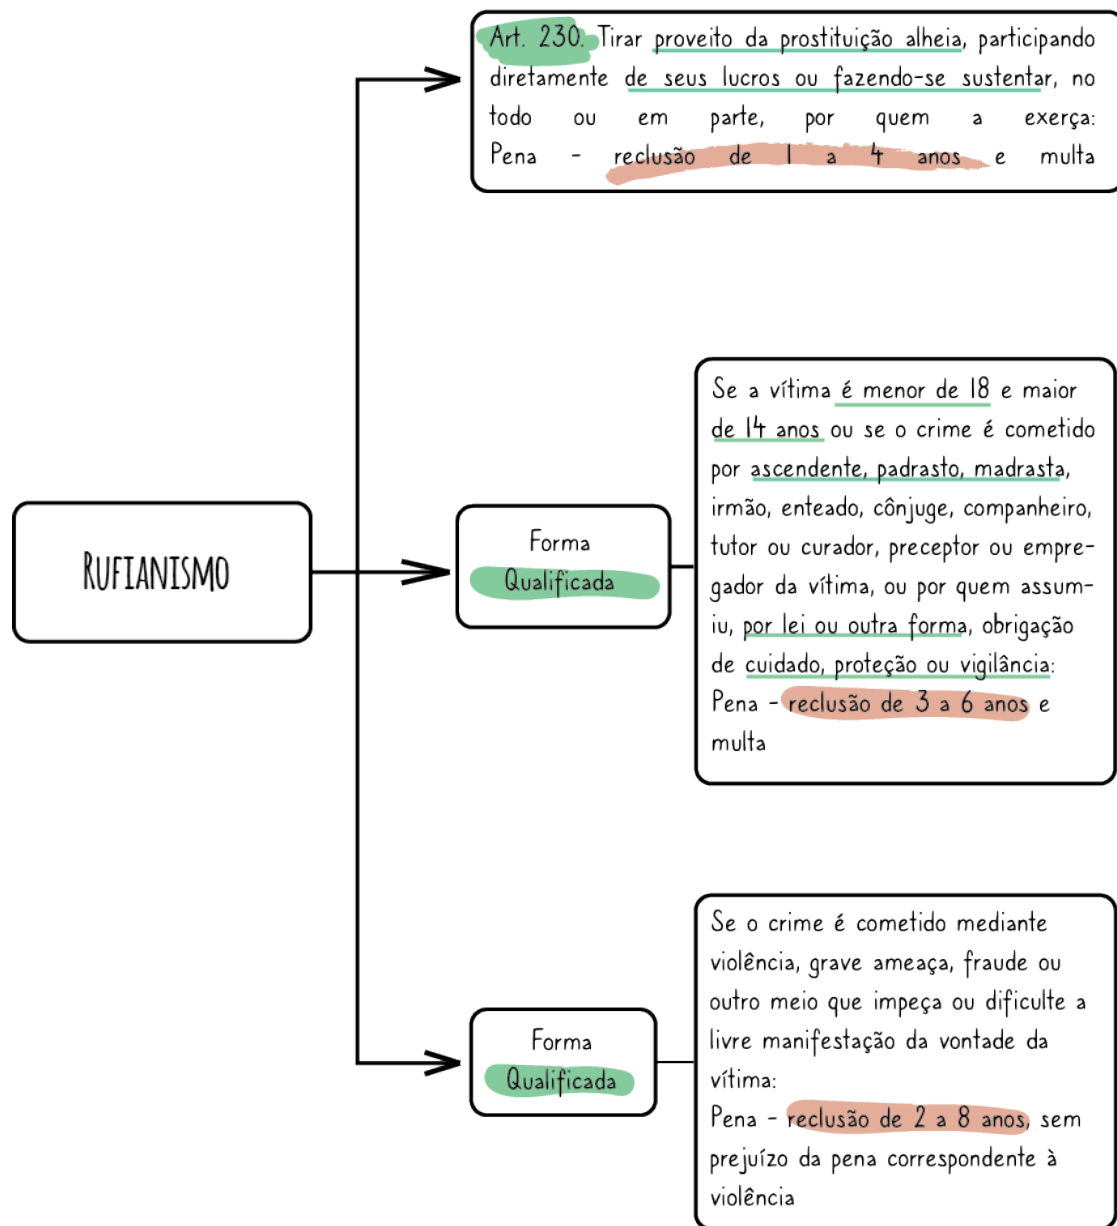 Art. 230. Tirar proveito da prostituição alheia, participando
diretamente de seus lucros ou fazendo-se sustentar, no
todo ou em parte, por quem a exerça:
Pena - reclusão de 1 a 4 anos e multa
RUFIANISMO
Forma
Qualificada
Se a vítima é menor de 18 e maior
de 14 anos ou se o crime é cometido
por ascendente, padrasto, madrasta,
irmão, enteado, cônjuge, companheiro,
tutor ou curador, preceptor ou empre-
gador da vítima, ou por quem assum-
iu, por lei ou outra forma, obrigação
de cuidado, proteção ou vigilância:
Pena - reclusão de 3 a 6 anos e
multa
Forma
Qualificada
Se o crime é cometido mediante
violência, grave ameaça, fraude ou
outro meio que impeça ou dificulte a
livre manifestação da vontade da
vítima:
Pena - reclusão de 2 a 8 anos, sem
prejuízo da pena correspondente à
violência